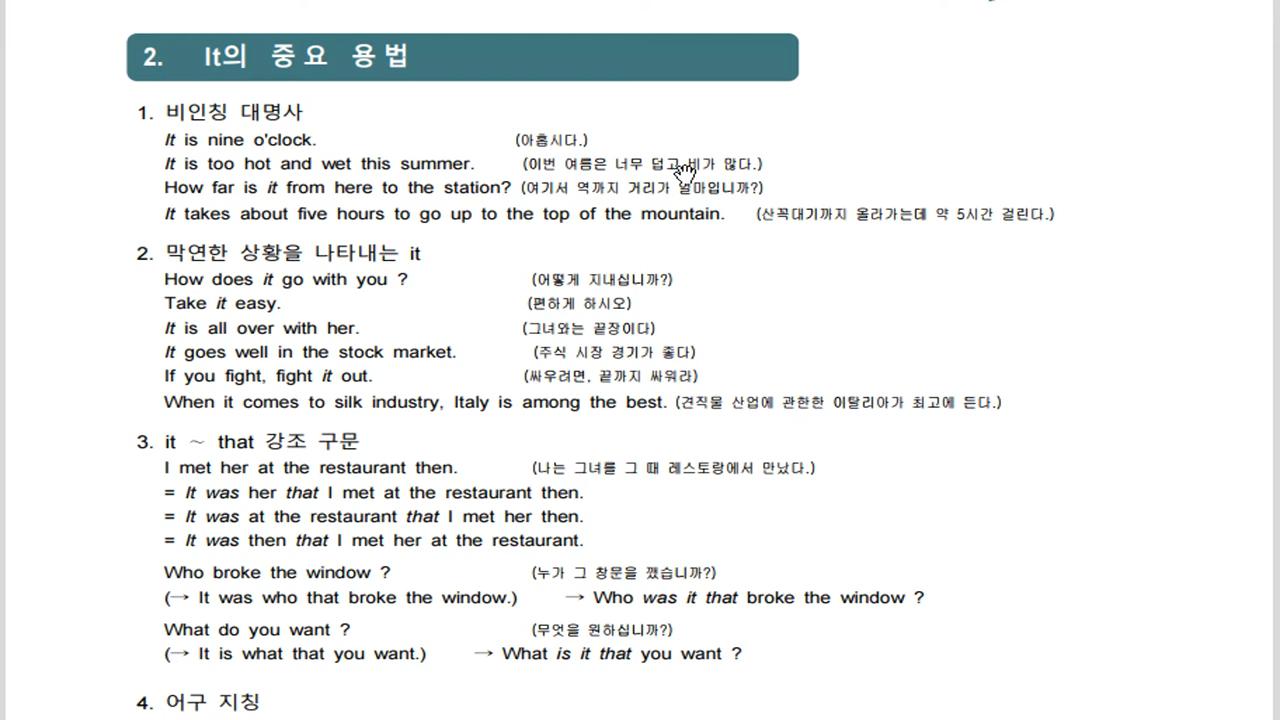 2. It의 중요 용법
1. 비인칭 대명사
It is nine o'clock. (아홉시다.)
It is too hot and wet this summer. (이번 여름은 너무 덥고 비가 많다.)
How far is it from here to the station? (여기서 역까지 거리가 얼마입니까?)
It takes about five hours to go up to the top of the mountain. (산꼭대기까지 올라가는데 약 5시간 걸린다.)
2. 막연한 상황을 나타내는 it
How does it go with you ? (어떻게 지내십니까?)
Take it easy. (편하게 하시오)
It is all over with her. (그녀와는 끝장이다)
It goes well in the stock market. (주식 시장 경기가 좋다)
If you fight, fight it out. (싸우려면, 끝까지 싸워라)
When it comes to silk industry, Italy is among the best. (견직물 산업에 관한한 이탈리아가 최고에 든다.)
3. it ~ that 강조 구문
I met her at the restaurant then. (나는 그녀를 그 때 레스토랑에서 만났다.)
= It was her that I met at the restaurant then.
= It was at the restaurant that I met her then.
= It was then that I met her at the restaurant.
Who broke the window ? (누가 그 창문을 깼습니까?)
(→ It was who that broke the window.) → Who was it that broke the window ?
What do you want ? (무엇을 원하십니까?)
(→ It is what that you want.) → What is it that you want ?
4. 어구 지칭